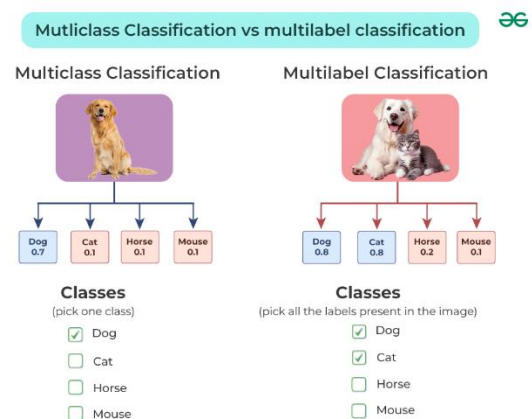 Mutliclass Classification vs multilabel classification
Multiclass Classification
Dog
0.7
Cat
0.1
Horse
0.1
Mouse
0.1
Classes
(pick one class)
Dog
Cat
Horse
Mouse
Multilabel Classification
Dog
0.8
Cat
0.8
Horse
0.2
Mouse
0.1
Classes
(pick all the labels present in the image)
Dog
Cat
Horse
Mouse